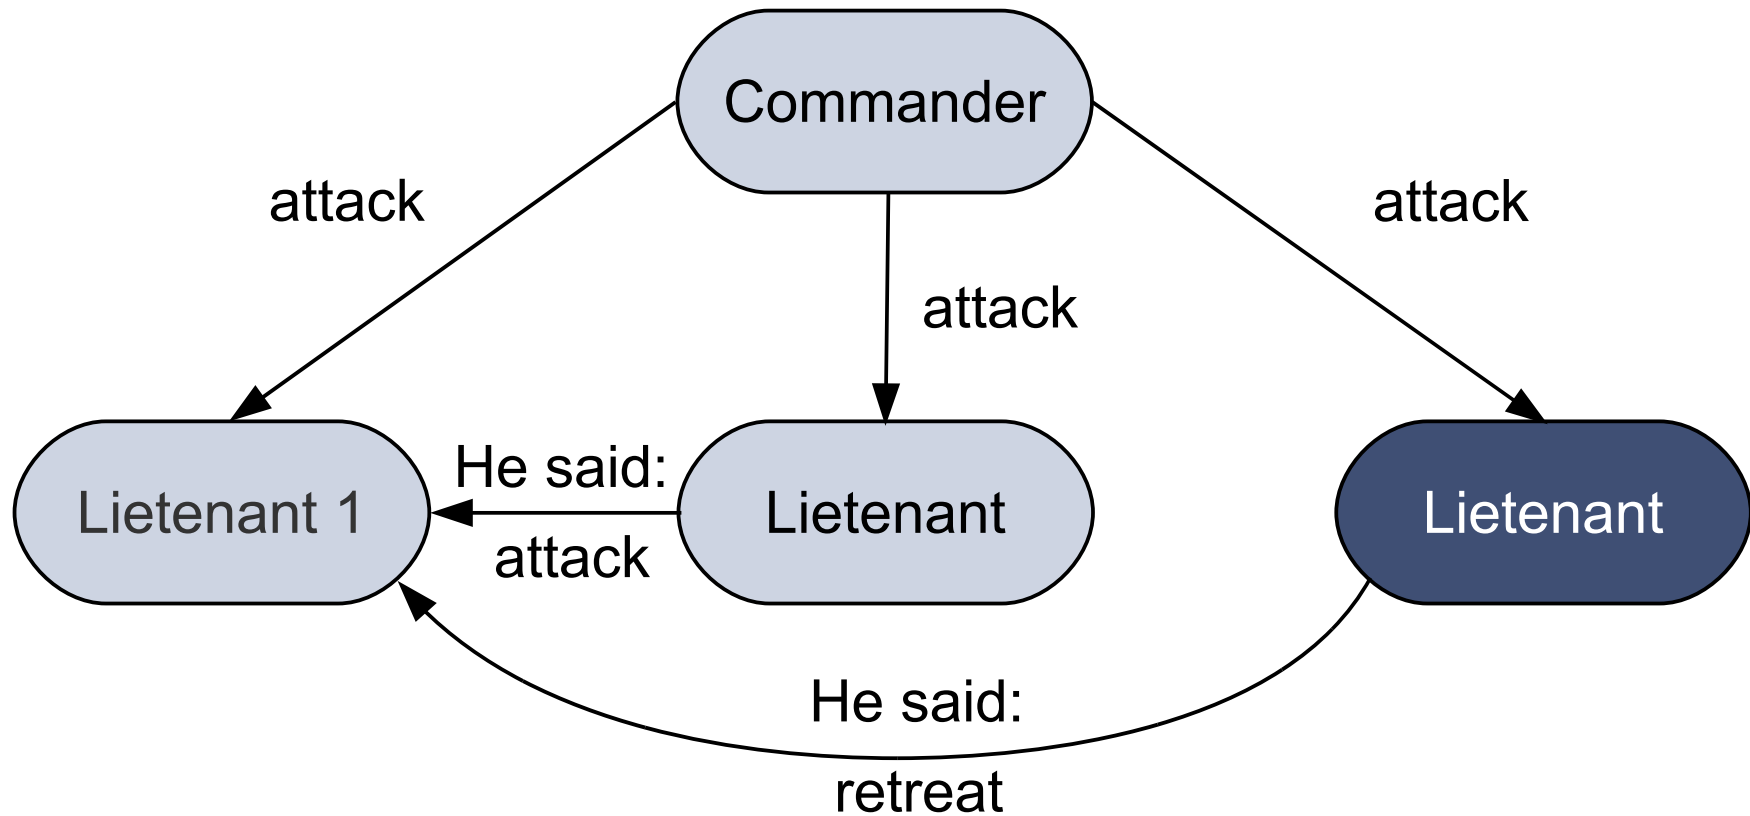 Commander
attack
attack
attack
Lietenant 1
He said:
attack
Lietenant
Lietenant
He said:
retreat